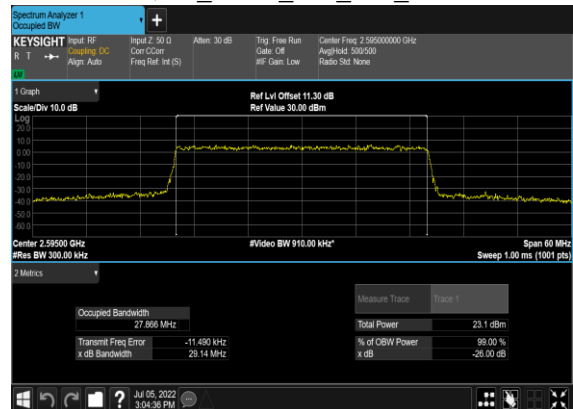 Spectrum Analyzer 1
Occupied BW
+
KEYSIGHT Input: RF Input Z: 50 Ω Atten: 30 dB Trig: Free Run Center Freq: 2.595000000 GHz
R T Coupling: DC Corr CCorr Gate: Off Avg|Hold: 500/500
Align: Auto Freq Ref: Int (S) #IF Gain: Low Radio Std: None
1 Graph
Ref Lvl Offset 11.30 dB
Scale/Div 10.0 dB Ref Value 30.00 dBm
Log
20.0
10.0
0.00
-10.0
-20.0
-30.0
-40.0
-50.0
-60.0
Center 2.59500 GHz #Video BW 910.00 kHz* Span 60 MHz
#Res BW 300.00 kHz Sweep 1.00 ms (1001 pts)
2 Metrics
Measure Trace Trace 1
Occupied Bandwidth
27.866 MHz Total Power 23.1 dBm
Transmit Freq Error -11.490 kHz % of OBW Power 99.00 %
x dB Bandwidth 29.14 MHz x dB -26.00 dB
? Jul 05, 2022
3:04:36 PM